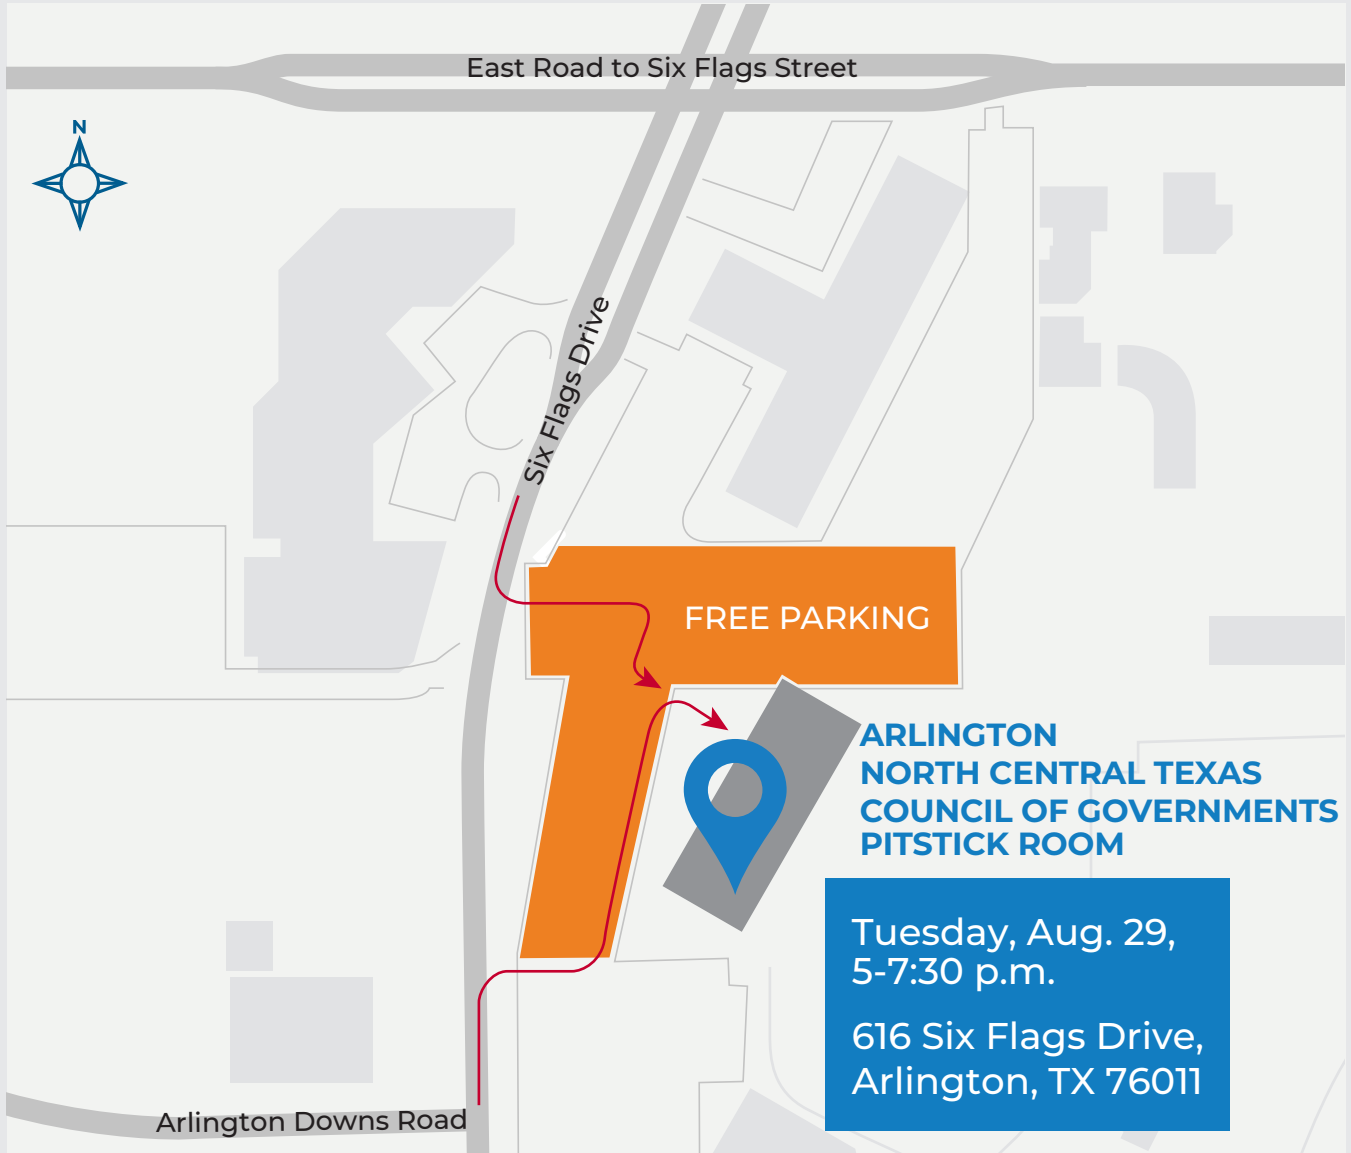 East Road to Six Flags Street
N
Six Flags Drive
FREE PARKING
ARLINGTON
NORTH CENTRAL TEXAS
COUNCIL OF GOVERNMENTS
PITSTICK ROOM
Tuesday, Aug. 29,
5-7:30 p.m.
616 Six Flags Drive,
Arlington, TX 76011
Arlington Downs Road